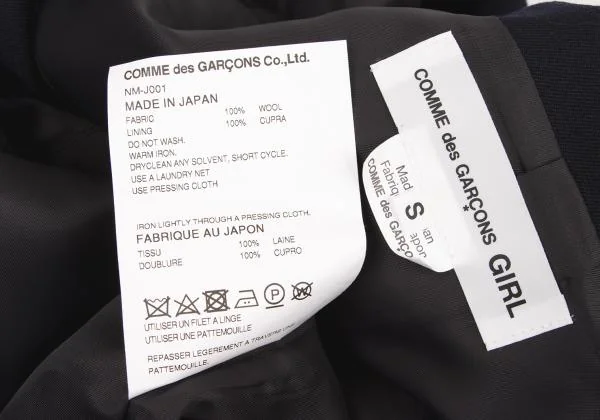 COMME des GARÇONS Co.,Ltd.
NM-J001
MADE IN JAPAN
FABRIC 100% WOOL
LINING 100% CUPRA
DO NOT WASH.
WARM IRON.
DRYCLEAN ANY SOLVENT, SHORT CYCLE.
USE A LAUNDRY NET
USE PRESSING CLOTH
IRON LIGHTLY THROUGH A PRESSING CLOTH.
FABRIQUE AU JAPON
TISSU 100% LAINE
DOUBLURE 100% CUPRO
P W
UTILISER UN FILET A LINGE
UTILISER UNE PATTEMOUILLE
REPASSER LEGEREMENT A TRAVERS UNE
PATTEMOUILLE.
COMME des GARÇONS
* GIRL
Mad
Fabriq
S
COMME des GARÇO